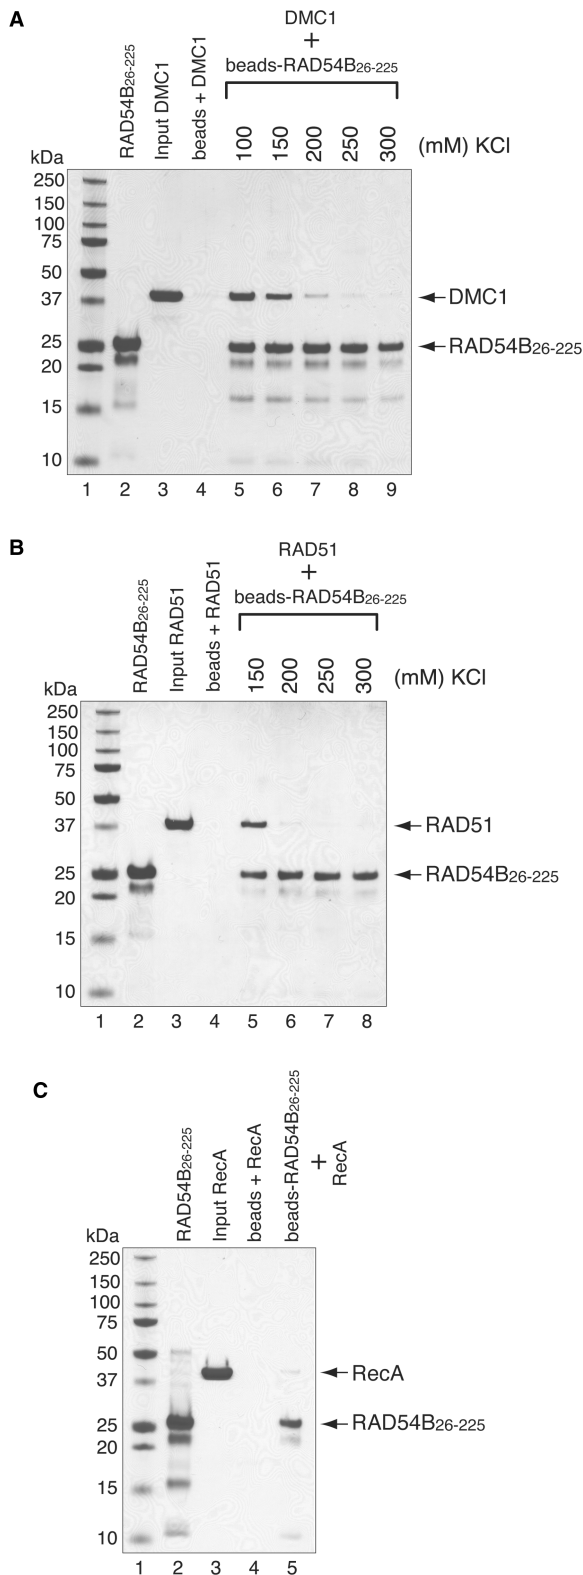 A
DMC1
+
beads-RAD54B26-225
RAD54B26-225
Input DMC1
beads + DMC1
100
150
200
250
300
(mM) KCl
kDa
250
150
100
75
50
37
25
20
15
10
DMC1
RAD54B26-225
1 2 3 4 5 6 7 8 9
B
RAD51
+
beads-RAD54B26-225
RAD54B26-225
Input RAD51
beads + RAD51
150
200
250
300
(mM) KCl
kDa
250
150
100
75
50
37
25
20
15
10
RAD51
RAD54B26-225
1 2 3 4 5 6 7 8
C
RAD54B26-225
Input RecA
beads + RecA
beads-RAD54B26-225
+
RecA
kDa
250
150
100
75
50
37
25
20
15
10
RecA
RAD54B26-225
1 2 3 4 5